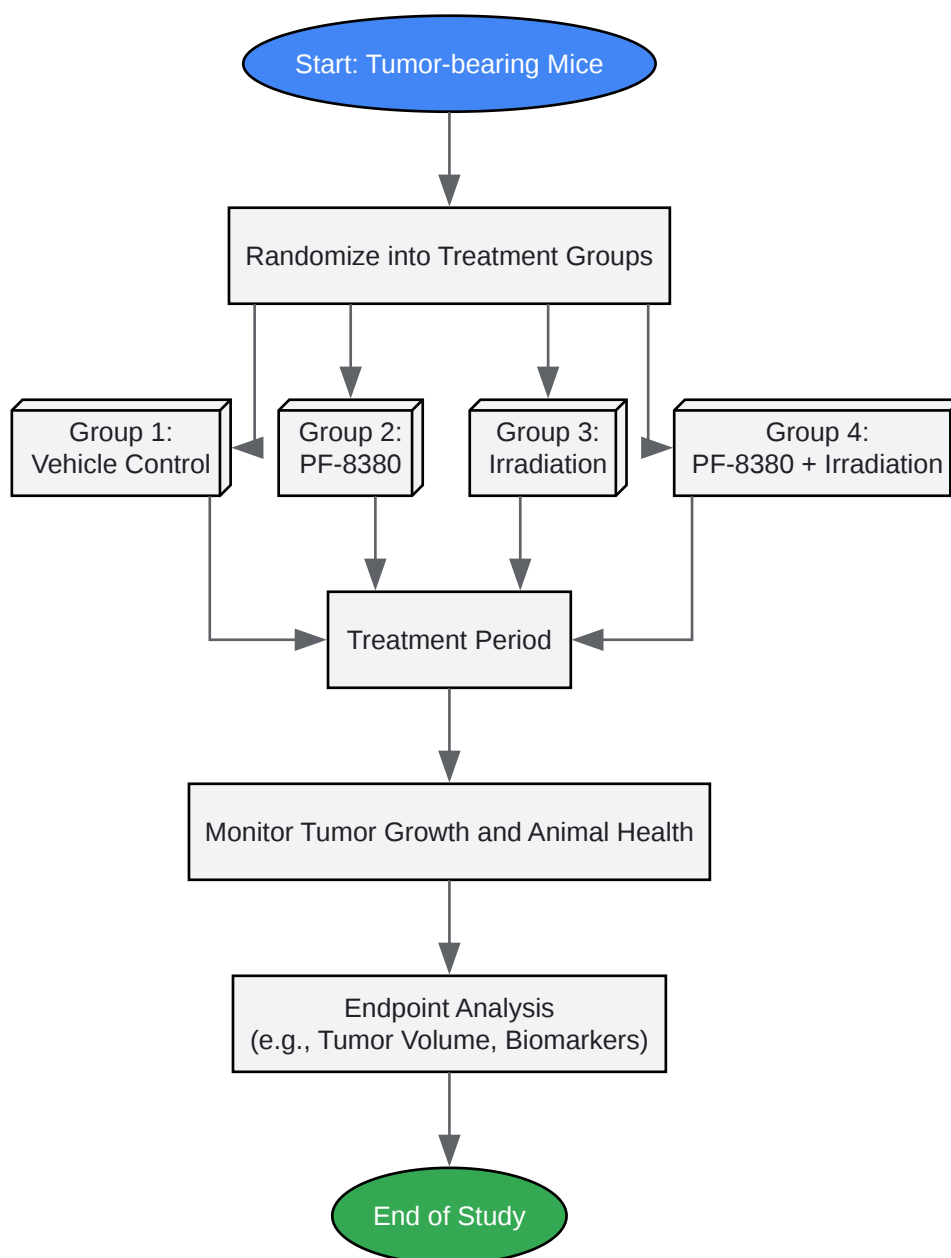 Start: Tumor-bearing Mice
Randomize into Treatment Groups
Group 1:
Vehicle Control
Group 2:
PF-8380
Group 3:
Irradiation
Group 4:
PF-8380 + Irradiation
Treatment Period
Monitor Tumor Growth and Animal Health
Endpoint Analysis
(e.g., Tumor Volume, Biomarkers)
End of Study